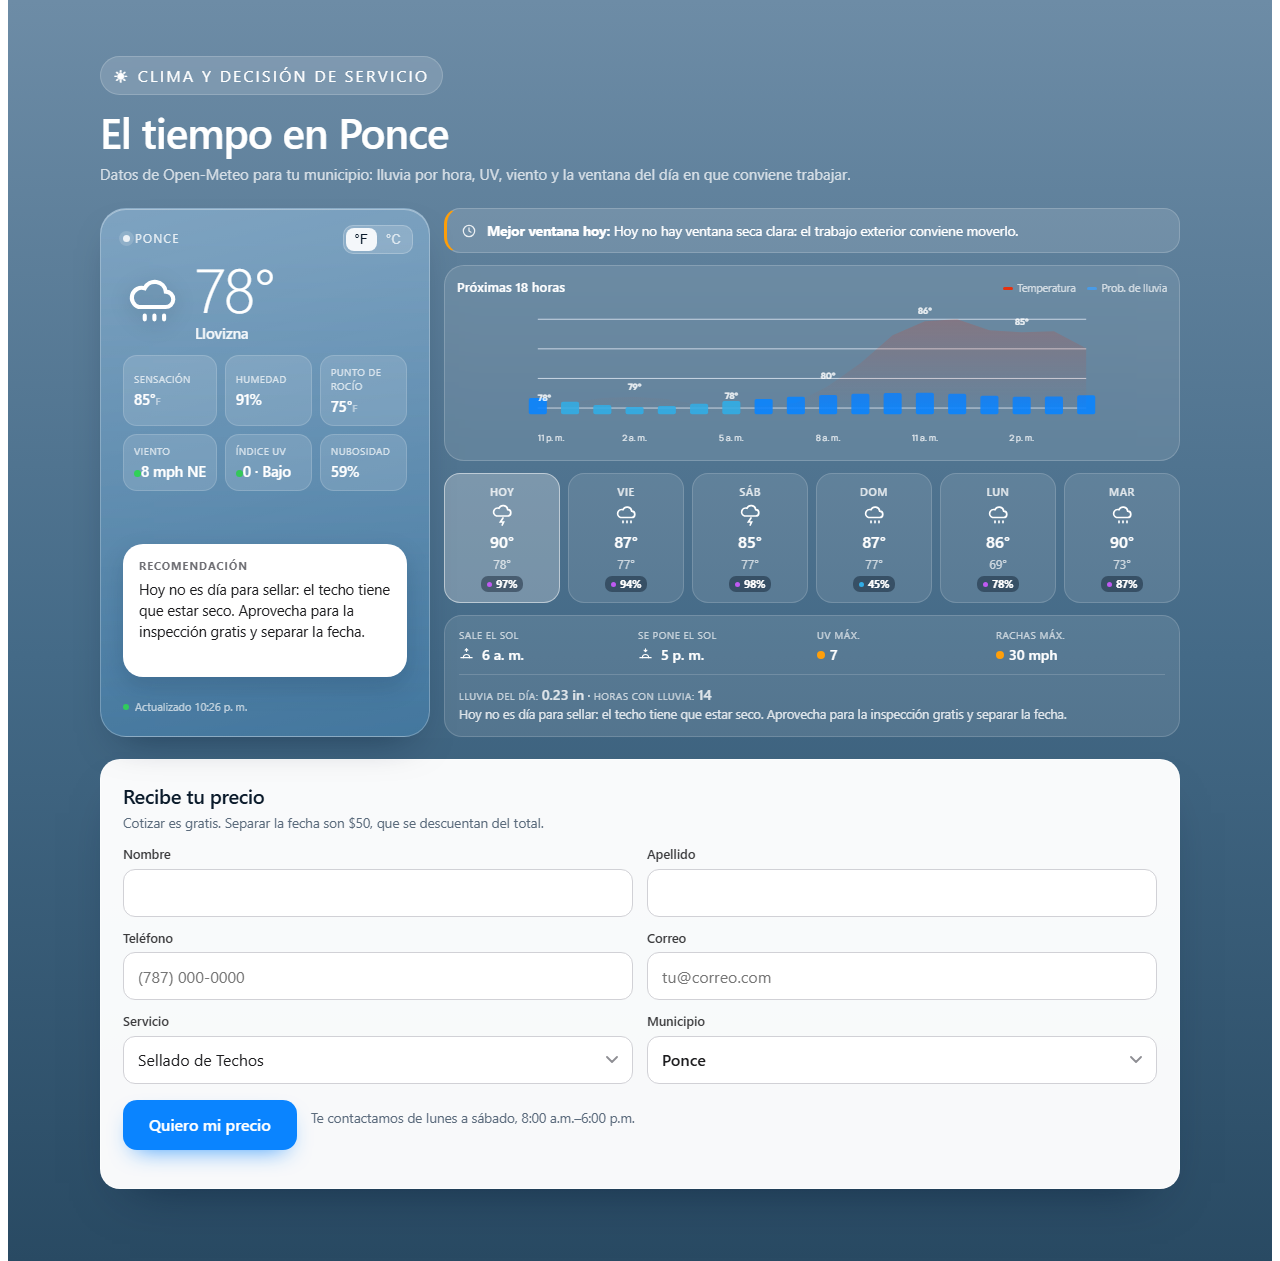 CLIMA Y DECISIÓN DE SERVICIO
El tiempo en Ponce
Datos de Open-Meteo para tu municipio: lluvia por hora, UV, viento y la ventana del día en que conviene trabajar.
PONCE
°F °C
78°
Llovizna
SENSACIÓN
85°F
HUMEDAD
91%
PUNTO DE
ROCÍO
75°F
VIENTO
8 mph NE
ÍNDICE UV
0 · Bajo
NUBOSIDAD
59%
RECOMENDACIÓN
Hoy no es día para sellar: el techo tiene
que estar seco. Aprovecha para la
inspección gratis y separar la fecha.
Actualizado 10:26 p. m.
Mejor ventana hoy: Hoy no hay ventana seca clara: el trabajo exterior conviene moverlo.
Próximas 18 horas
Temperatura Prob. de lluvia
78° 79° 78° 80° 86° 85°
11 p. m. 2 a. m. 5 a. m. 8 a. m. 11 a. m. 2 p. m.
HOY
90°
78°
97%
VIE
87°
77°
94%
SÁB
85°
77°
98%
DOM
87°
77°
45%
LUN
86°
69°
78%
MAR
90°
73°
87%
SALE EL SOL
6 a. m.
SE PONE EL SOL
5 p. m.
UV MÁX.
7
RACHAS MÁX.
30 mph
LLUVIA DEL DÍA: 0.23 in · HORAS CON LLUVIA: 14
Hoy no es día para sellar: el techo tiene que estar seco. Aprovecha para la inspección gratis y separar la fecha.
Recibe tu precio
Cotizar es gratis. Separar la fecha son $50, que se descuentan del total.
Nombre
Apellido
Teléfono
(787) 000-0000
Correo
tu@correo.com
Servicio
Sellado de Techos
Municipio
Ponce
Quiero mi precio
Te contactamos de lunes a sábado, 8:00 a.m.–6:00 p.m.